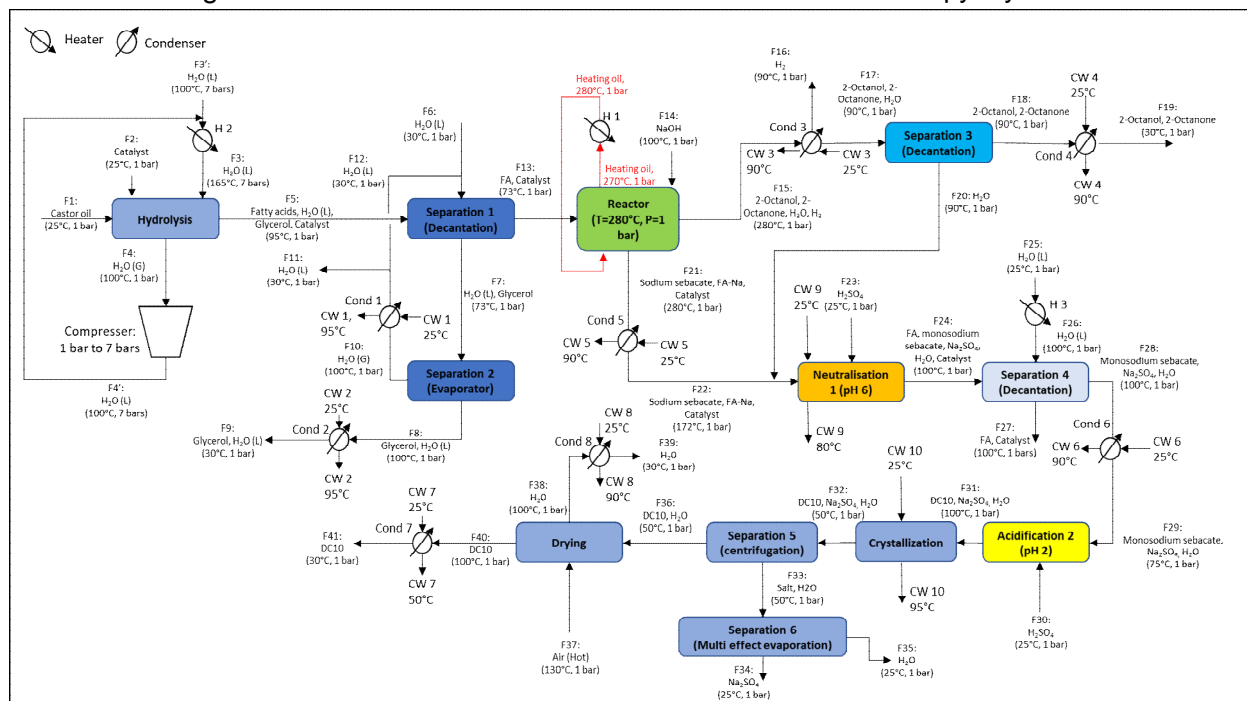 Heater
Condenser
F3':
H₂O (L)
(100°C, 7 bars)
H 2
F2:
Catalyst
(25°C, 1 bar)
F3:
H₂O (L)
(165°C, 7 bars)
F1:
Castor oil
(25°C, 1 bar)
Hydrolysis
F4:
H₂O (G)
(100°C, 1 bar)
Compresser:
1 bar to 7 bars
F4':
H₂O (L)
(100°C, 7 bars)
F5:
Fatty acids, H₂O (L),
Glycerol, Catalyst
(95°C, 1 bar)
F6:
H₂O (L)
(30°C, 1 bar)
F12:
H₂O (L)
(30°C, 1 bar)
Separation 1
(Decantation)
F13:
FA, Catalyst
(73°C, 1 bar)
F11:
H₂O (L)
(30°C, 1 bar)
F7:
H₂O (L), Glycerol
(73°C, 1 bar)
Cond 1
CW 1,
95°C
CW 1
25°C
F10:
H₂O (G)
(100°C, 1 bar)
Separation 2
(Evaporator)
CW 2
25°C
Cond 2
F9:
Glycerol, H₂O (L)
(30°C, 1 bar)
F8:
Glycerol, H₂O (L)
(100°C, 1 bar)
CW 2
95°C
Heating oil,
280°C, 1 bar
H 1
F14:
NaOH
(100°C, 1 bar)
Heating oil,
270°C, 1 bar
Reactor
(T=280°C, P=1
bar)
F16:
H₂
(90°C, 1 bar)
Cond 3
CW 3
90°C
CW 3
25°C
F15:
2-Octanol, 2-
Octanone, H₂O, H₂
(280°C, 1 bar)
F17:
2-Octanol, 2-
Octanone, H₂O
(90°C, 1 bar)
Separation 3
(Decantation)
F18:
2-Octanol, 2-Octanone
(90°C, 1 bar)
CW 4
25°C
Cond 4
CW 4
90°C
F19:
2-Octanol, 2-Octanone
(30°C, 1 bar)
F20: H₂O
(90°C, 1 bar)
F21:
Sodium sebacate, FA-Na,
Catalyst
(280°C, 1 bar)
Cond 5
CW 5
90°C
CW 5
25°C
F22:
Sodium sebacate, FA-Na,
Catalyst
(172°C, 1 bar)
CW 9
25°C
F23:
H₂SO₄
(25°C, 1 bar)
Neutralisation
1 (pH 6)
CW 9
80°C
F24:
FA, monosodium
sebacate, Na₂SO₄,
H₂O, Catalyst
(100°C, 1 bar)
F25:
H₂O (L)
(25°C, 1 bar)
H 3
F26:
H₂O (L)
(100°C, 1 bar)
Separation 4
(Decantation)
F27:
FA, Catalyst
(100°C, 1 bars)
F28:
Monosodium sebacate,
Na₂SO₄, H₂O
(100°C, 1 bar)
Cond 6
CW 6
90°C
CW 6
25°C
F29:
Monosodium sebacate,
Na₂SO₄, H₂O
(75°C, 1 bar)
Acidification 2
(pH 2)
F30:
H₂SO₄
(25°C, 1 bar)
F31:
DC10, Na₂SO₄, H₂O
(100°C, 1 bar)
CW 10
25°C
Crystallization
CW 10
95°C
F32:
DC10, Na₂SO₄, H₂O
(50°C, 1 bar)
Separation 5
(centrifugation)
F33:
Salt, H2O
(50°C, 1 bar)
Separation 6
(Multi effect evaporation)
F34:
Na₂SO₄
(25°C, 1 bar)
F35:
H₂O
(25°C, 1 bar)
F36:
DC10, H₂O
(50°C, 1 bar)
Drying
F37:
Air (Hot)
(130°C, 1 bar)
F38:
H₂O
(100°C, 1 bar)
CW 8
25°C
Cond 8
F39:
H₂O
(30°C, 1 bar)
CW 8
90°C
F40:
DC10
(100°C, 1 bar)
CW 7
25°C
Cond 7
CW 7
50°C
F41:
DC10
(30°C, 1 bar)